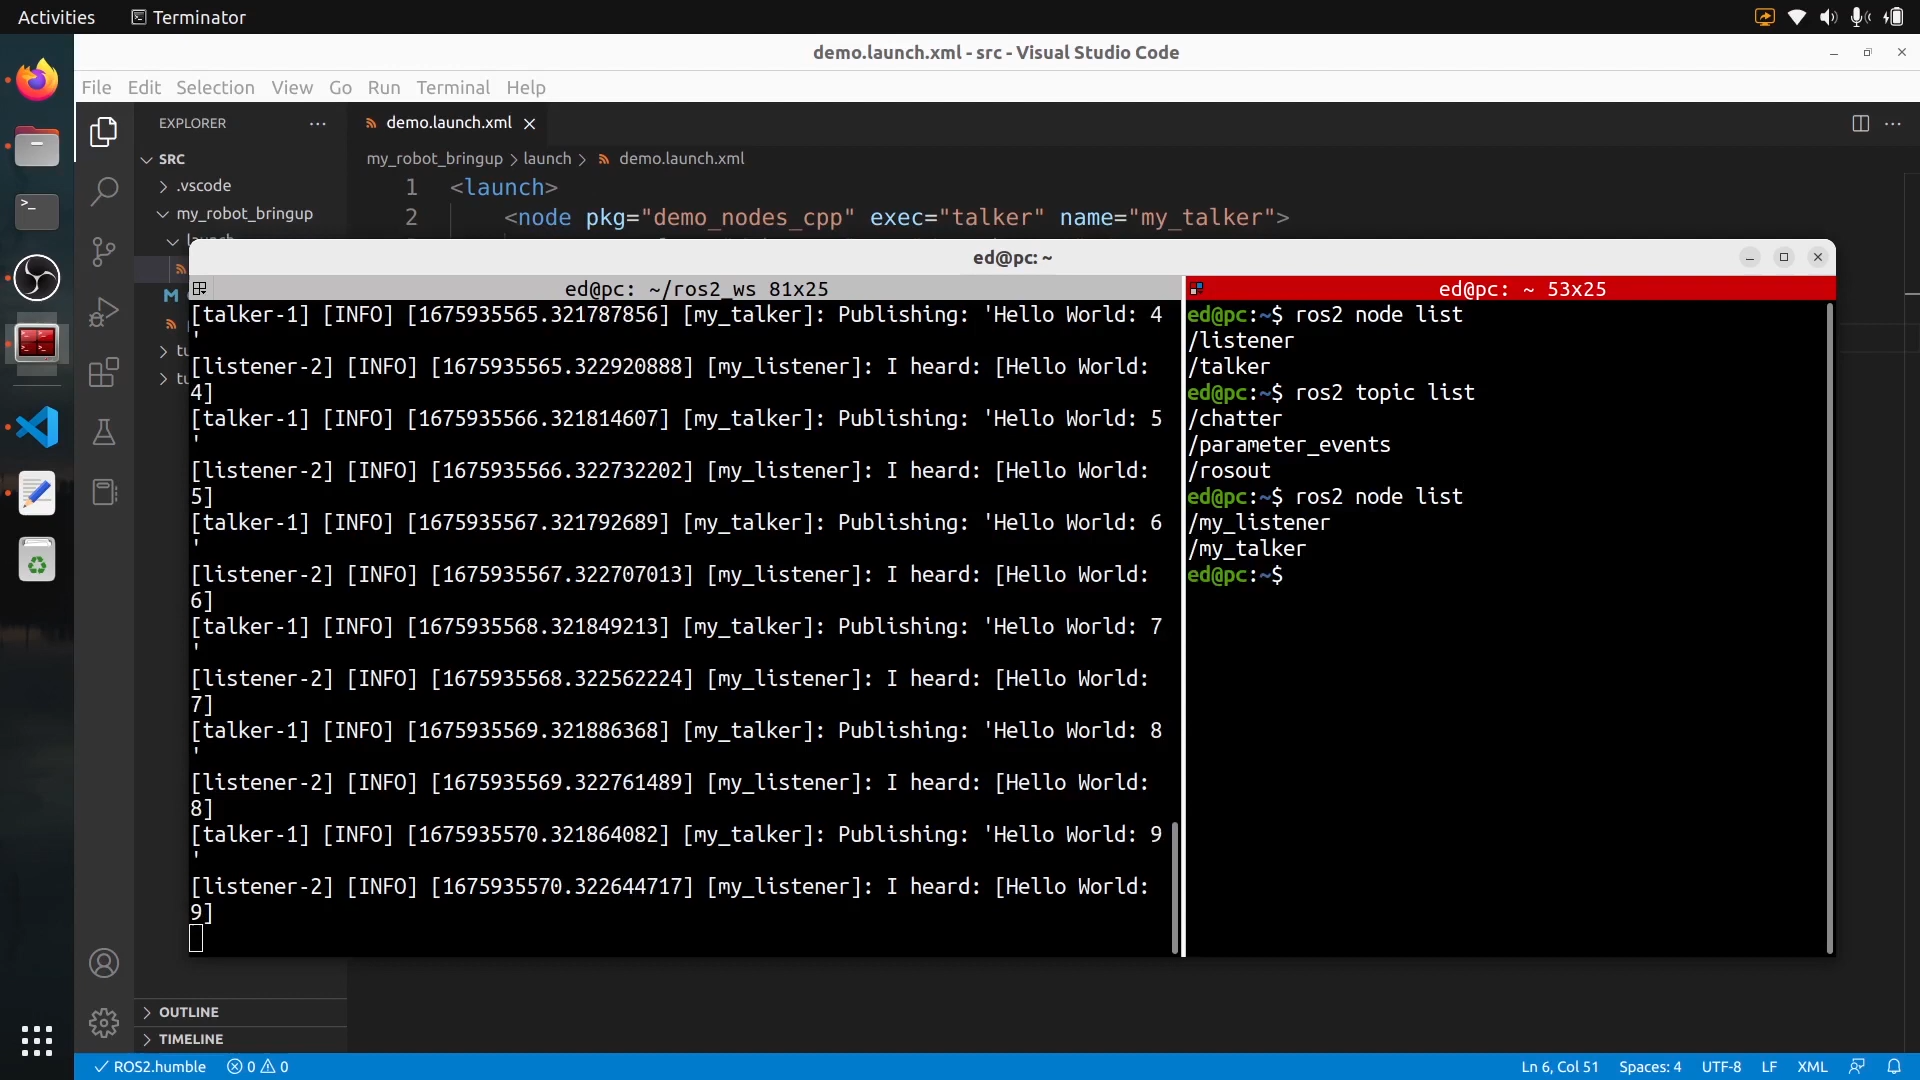 Activities
Terminator
demo.launch.xml - src - Visual Studio Code
File Edit Selection View Go Run Terminal Help
EXPLORER
SRC
.vscode
my_robot_bringup
demo.launch.xml
my_robot_bringup > launch > demo.launch.xml
1 <launch>
2 <node pkg="demo_nodes_cpp" exec="talker" name="my_talker">
ed@pc: ~
ed@pc: ~/ros2_ws 81x25
[talker-1] [INFO] [1675935565.321787856] [my_talker]: Publishing: 'Hello World: 4
'
[listener-2] [INFO] [1675935565.322920888] [my_listener]: I heard: [Hello World:
4]
[talker-1] [INFO] [1675935566.321814607] [my_talker]: Publishing: 'Hello World: 5
'
[listener-2] [INFO] [1675935566.322732202] [my_listener]: I heard: [Hello World:
5]
[talker-1] [INFO] [1675935567.321792689] [my_talker]: Publishing: 'Hello World: 6
'
[listener-2] [INFO] [1675935567.322707013] [my_listener]: I heard: [Hello World:
6]
[talker-1] [INFO] [1675935568.321849213] [my_talker]: Publishing: 'Hello World: 7
'
[listener-2] [INFO] [1675935568.322562224] [my_listener]: I heard: [Hello World:
7]
[talker-1] [INFO] [1675935569.321886368] [my_talker]: Publishing: 'Hello World: 8
'
[listener-2] [INFO] [1675935569.322761489] [my_listener]: I heard: [Hello World:
8]
[talker-1] [INFO] [1675935570.321864082] [my_talker]: Publishing: 'Hello World: 9
'
[listener-2] [INFO] [1675935570.322644717] [my_listener]: I heard: [Hello World:
9]
ed@pc: ~ 53x25
ed@pc:~$ ros2 node list
/listener
/talker
ed@pc:~$ ros2 topic list
/chatter
/parameter_events
/rosout
ed@pc:~$ ros2 node list
/my_listener
/my_talker
ed@pc:~$
OUTLINE
TIMELINE
ROS2.humble 0 0
Ln 6, Col 51 Spaces: 4 UTF-8 LF XML